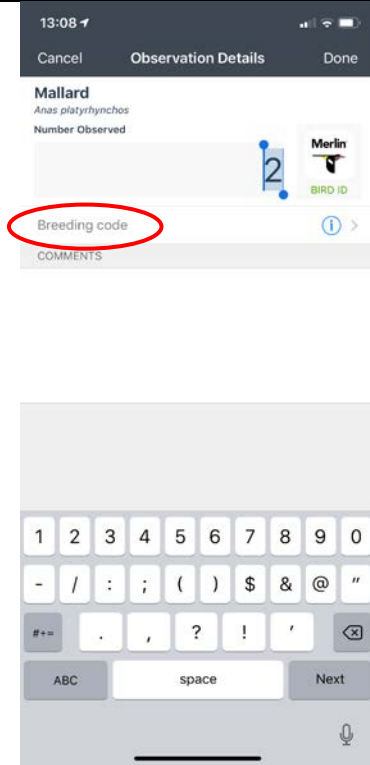 13:08
Cancel Observation Details Done
Mallard
Anas platyrhynchos
Number Observed
2
Merlin
BIRD ID
Breeding code i >
COMMENTS
1 2 3 4 5 6 7 8 9 0
- / : ; ( ) $ & @ "
#+= . , ? ! '
ABC space Next